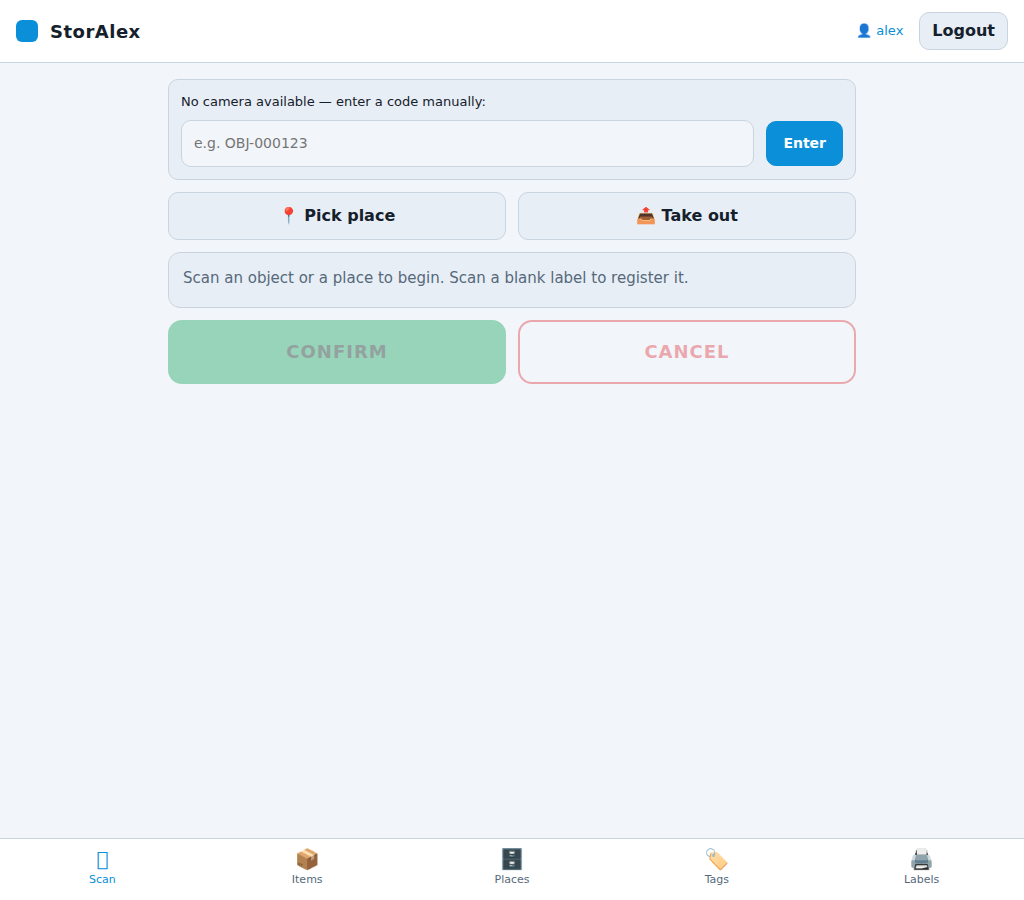 StorAlex
👤 alex
Logout
No camera available — enter a code manually:
e.g. OBJ-000123
Enter
📍 Pick place
📤 Take out
Scan an object or a place to begin. Scan a blank label to register it.
CONFIRM
CANCEL
Scan
Items
Places
Tags
Labels